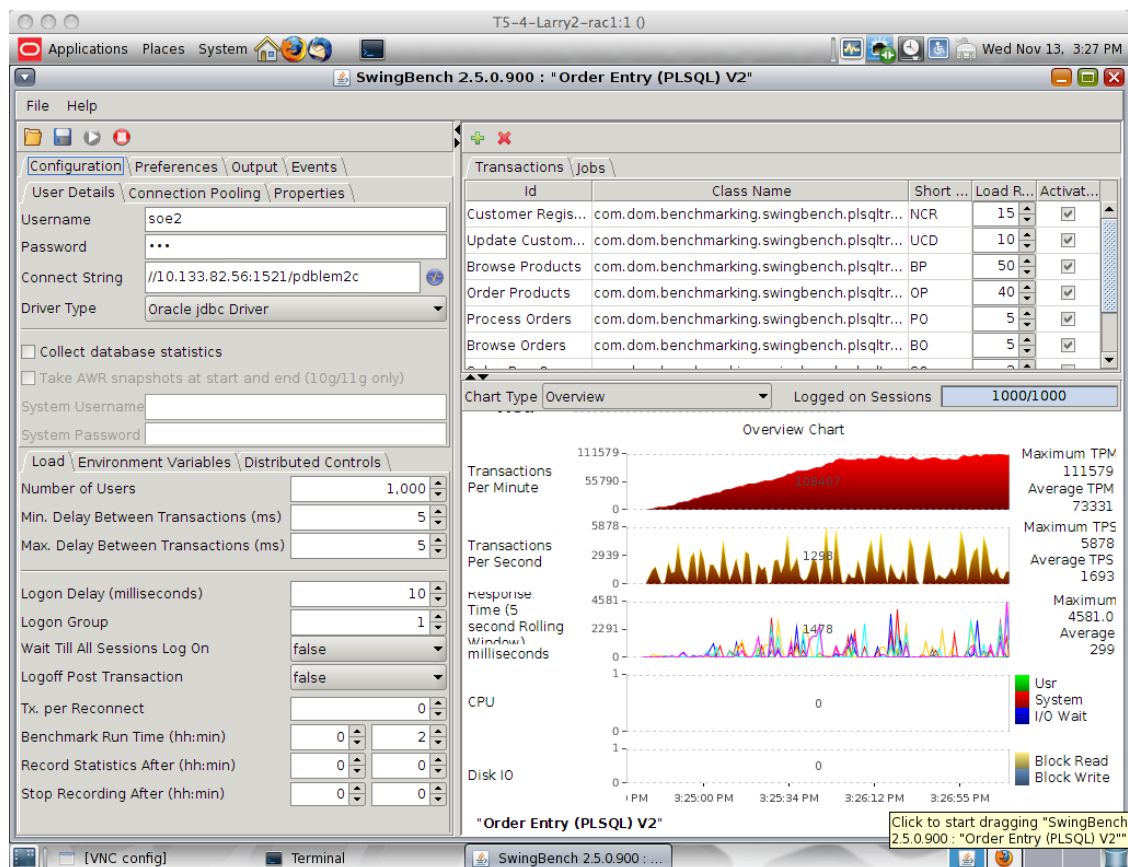 T5-4-Larry2-rac1:1 ()
Applications Places System Wed Nov 13, 3:27 PM
SwingBench 2.5.0.900 : "Order Entry (PLSQL) V2"
File Help
Configuration Preferences Output Events
User Details Connection Pooling Properties
Username soe2
Password •••
Connect String //10.133.82.56:1521/pdblem2c
Driver Type Oracle jdbc Driver
Collect database statistics
Take AWR snapshots at start and end (10g/11g only)
System Username
System Password
Load Environment Variables Distributed Controls
Number of Users 1,000
Min. Delay Between Transactions (ms) 5
Max. Delay Between Transactions (ms) 5
Logon Delay (milliseconds) 10
Logon Group 1
Wait Till All Sessions Log On false
Logoff Post Transaction false
Tx. per Reconnect 0
Benchmark Run Time (hh:min) 0 2
Record Statistics After (hh:min) 0 0
Stop Recording After (hh:min) 0 0
Transactions Jobs
Id Class Name Short ... Load R... Activat...
Customer Regis... com.dom.benchmarking.swingbench.plsqltr... NCR 15
Update Custom... com.dom.benchmarking.swingbench.plsqltr... UCD 10
Browse Products com.dom.benchmarking.swingbench.plsqltr... BP 50
Order Products com.dom.benchmarking.swingbench.plsqltr... OP 40
Process Orders com.dom.benchmarking.swingbench.plsqltr... PO 5
Browse Orders com.dom.benchmarking.swingbench.plsqltr... BO 5
Chart Type Overview Logged on Sessions 1000/1000
Overview Chart
Transactions Per Minute
111579
55790
0
108407
Maximum TPM
111579
Average TPM
73331
Transactions Per Second
5878
2939
0
1293
Maximum TPS
5878
Average TPS
1693
Response
Time (5
second Rolling
Window)
milliseconds
4581
2291
0
1478
Maximum
4581.0
Average
299
CPU
1
0
0
Usr
System
I/O Wait
Disk IO
1
0
0
Block Read
Block Write
PM 3:25:00 PM 3:25:34 PM 3:26:12 PM 3:26:55 PM
"Order Entry (PLSQL) V2"
Click to start dragging "SwingBench
2.5.0.900 : "Order Entry (PLSQL) V2""
[VNC config] Terminal SwingBench 2.5.0.900 : ...